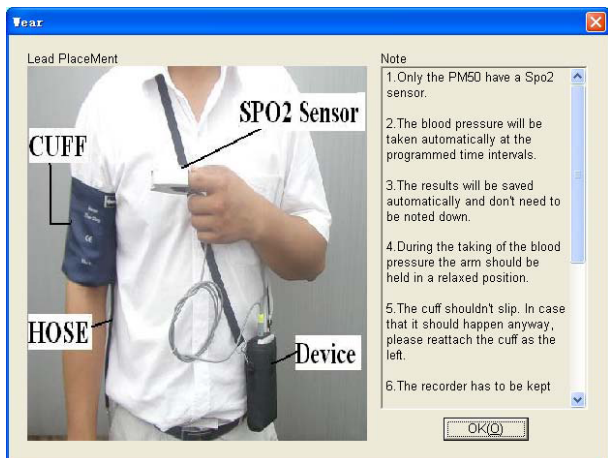 Wear
Lead PlaceMent
SPO2 Sensor
CUFF
HOSE
Device
Note
1.Only the PM50 have a Spo2
sensor.
2.The blood pressure will be
taken automatically at the
programmed time intervals.
3.The results will be saved
automatically and don't need to
be noted down.
4.During the taking of the blood
pressure the arm should be
held in a relaxed position.
5.The cuff shouldn't slip. In case
that it should happen anyway,
please reattach the cuff as the
left.
6.The recorder has to be kept
OK(O)